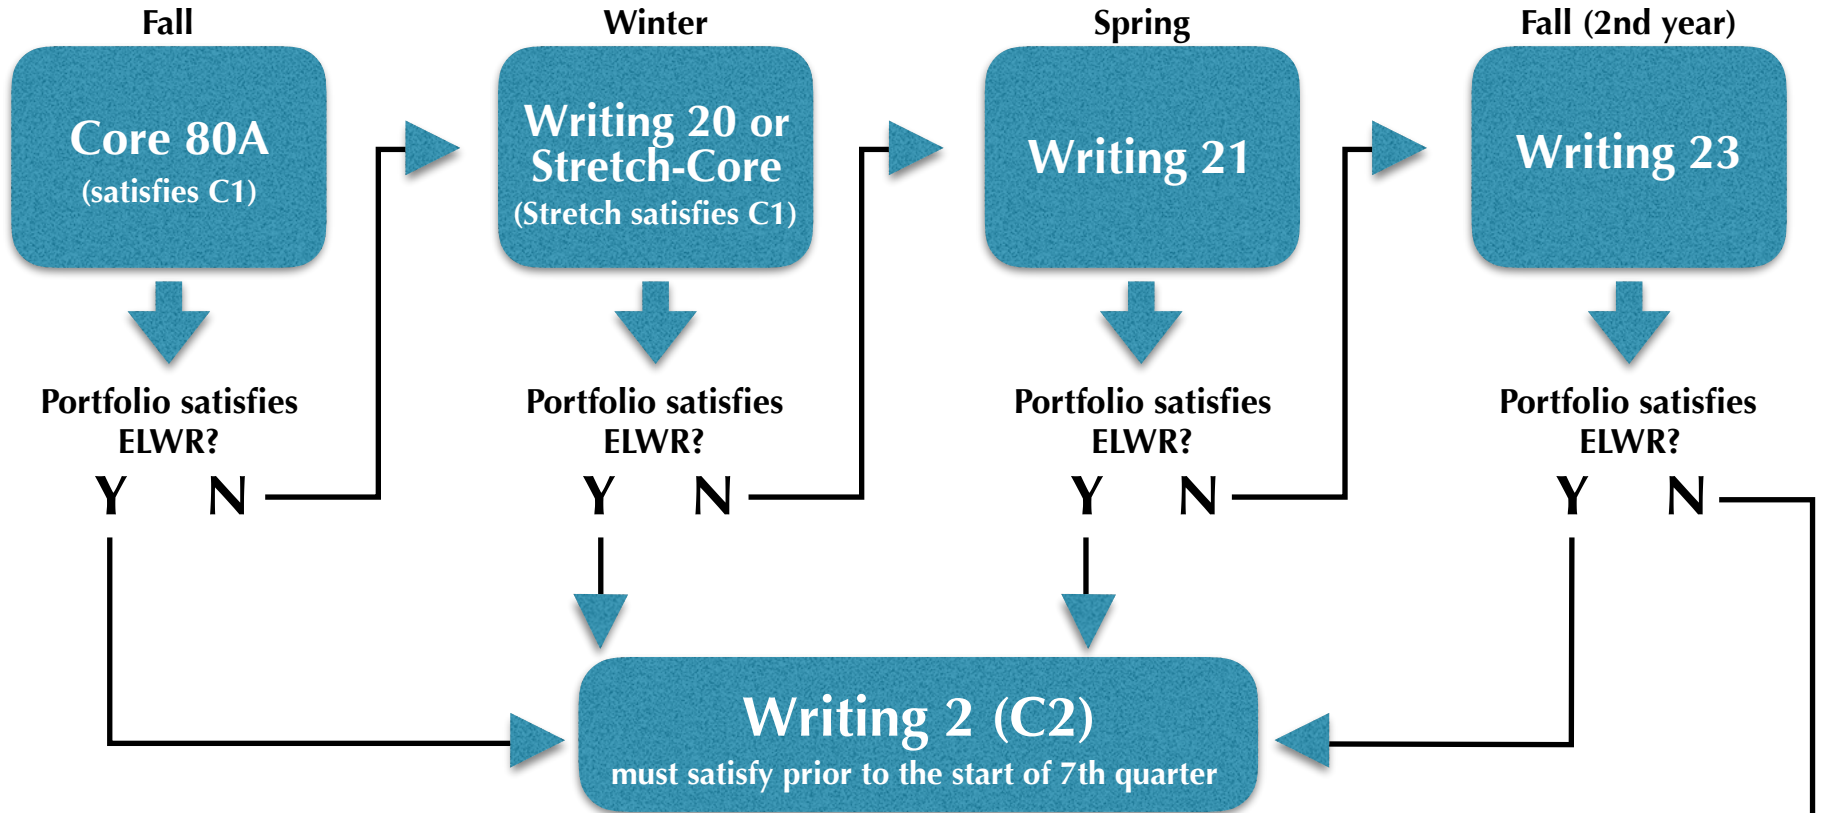 Fall
Winter
Spring
Fall (2nd year)
Core 80A
(satisfies C1)
Writing 20 or
Stretch-Core
(Stretch satisfies C1)
Writing 21
Writing 23
Portfolio satisfies
ELWR?
Y N
Portfolio satisfies
ELWR?
Y N
Portfolio satisfies
ELWR?
Y N
Portfolio satisfies
ELWR?
Y N
Writing 2 (C2)
must satisfy prior to the start of 7th quarter